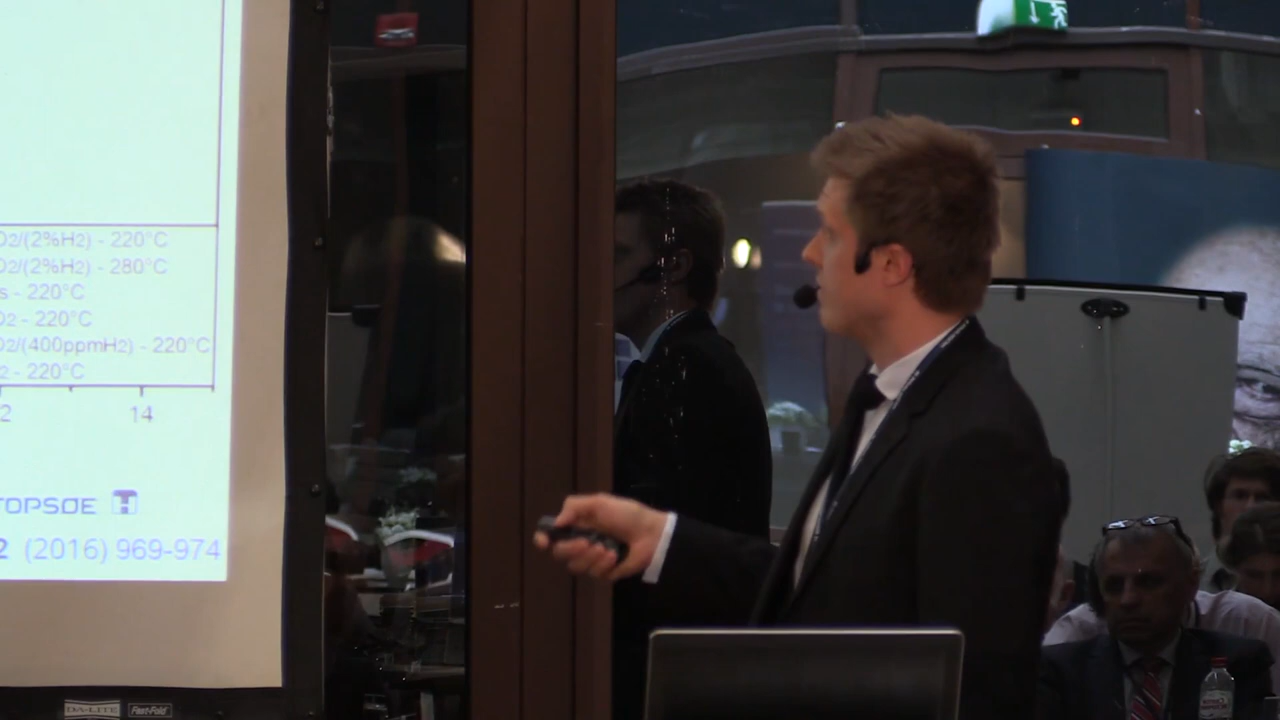 O2/(2%H2) - 220°C
O2/(2%H2) - 280°C
s - 220°C
O2 - 220°C
O2/(400ppmH2) - 220°C
2 - 220°C
2 14
TOPSØE
2 (2016) 969-974
DA-LITE Fast-Fold